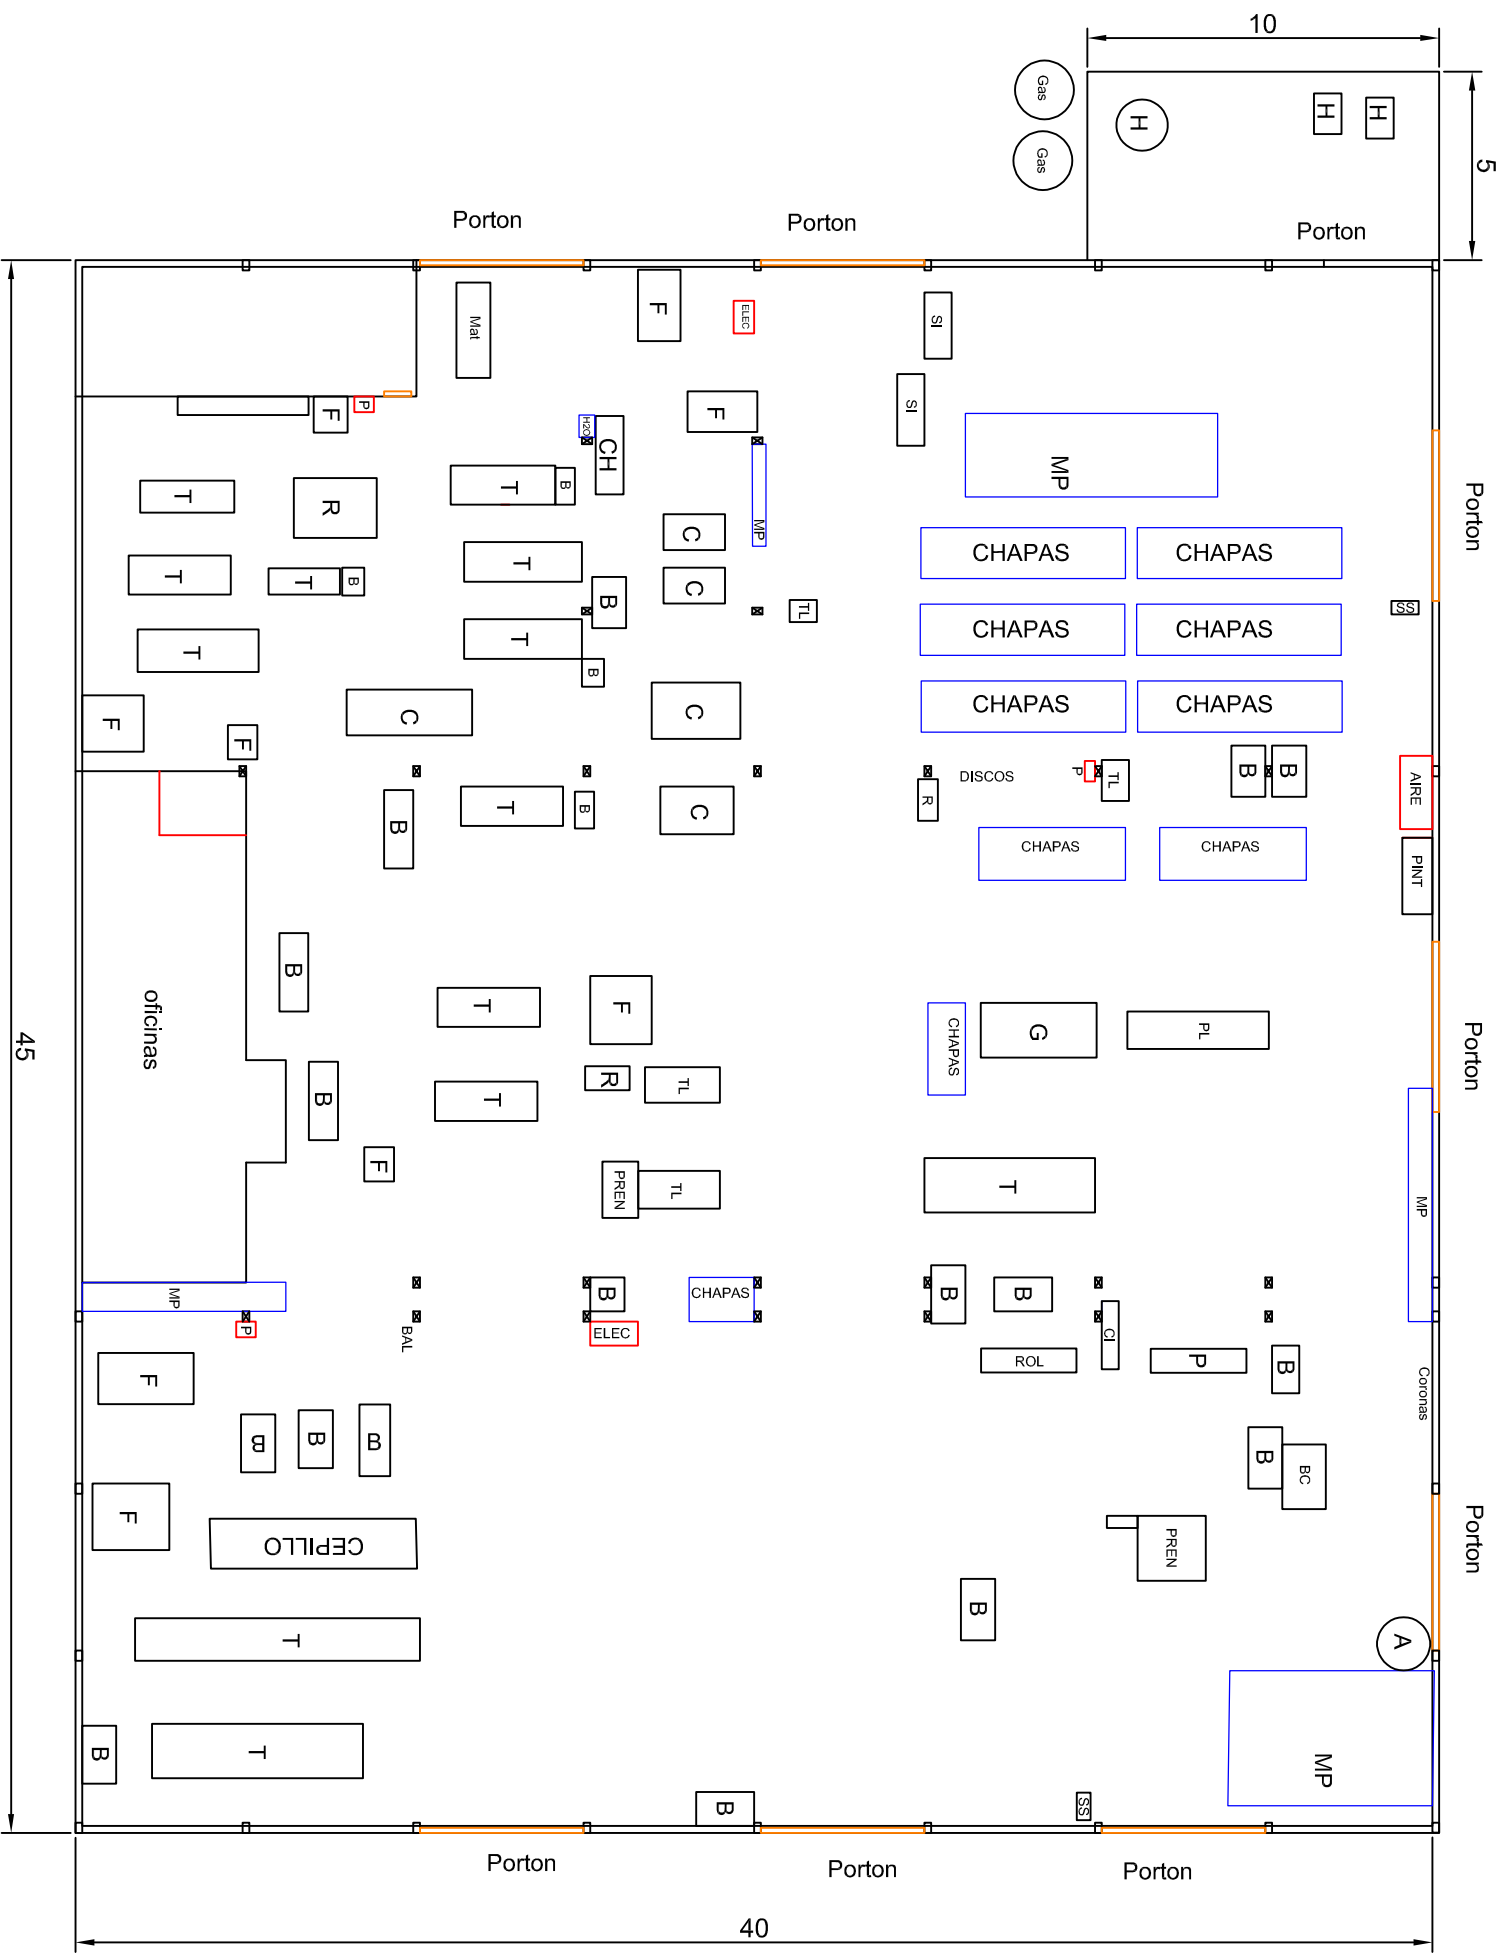 10
Gas
H
H
H
Gas
5
Porton
Porton
Porton
F
ELEC
SI
Mat
SI
F
P
F
H2O
CH
MP
Porton
T
R
T
B
MP
C
CHAPAS
CHAPAS
T
T
B
T
C
B
TL
SS
CHAPAS
CHAPAS
T
T
B
F
F
C
C
CHAPAS
CHAPAS
DISCOS
P
TL
B
B
AIRE
B
T
B
C
R
CHAPAS
CHAPAS
PINT
B
oficinas
T
F
CHAPAS
G
PL
Porton
45
B
T
R
TL
F
PREN
TL
T
MP
MP
B
CHAPAS
B
B
P
BAL
ELEC
CI
F
ROL
P
B
Coronas
B
B
B
B
BC
F
CEPILLO
PREN
Porton
T
B
A
B
T
MP
B
SS
Porton
Porton
Porton
40